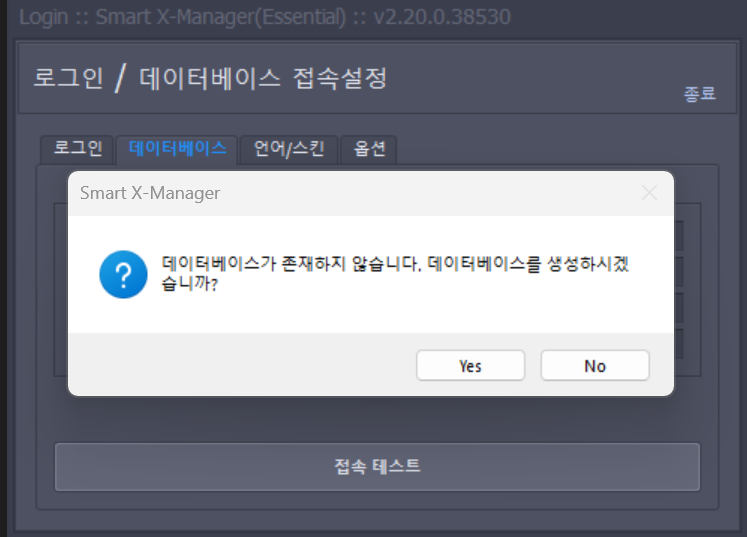 Login :: Smart X-Manager(Essential) :: v2.20.0.38530
로그인 / 데이터베이스 접속설정
종료
로그인 데이터베이스 언어/스킨 옵션
Smart X-Manager
데이터베이스가 존재하지 않습니다. 데이터베이스를 생성하시겠
습니까?
Yes No
접속 테스트